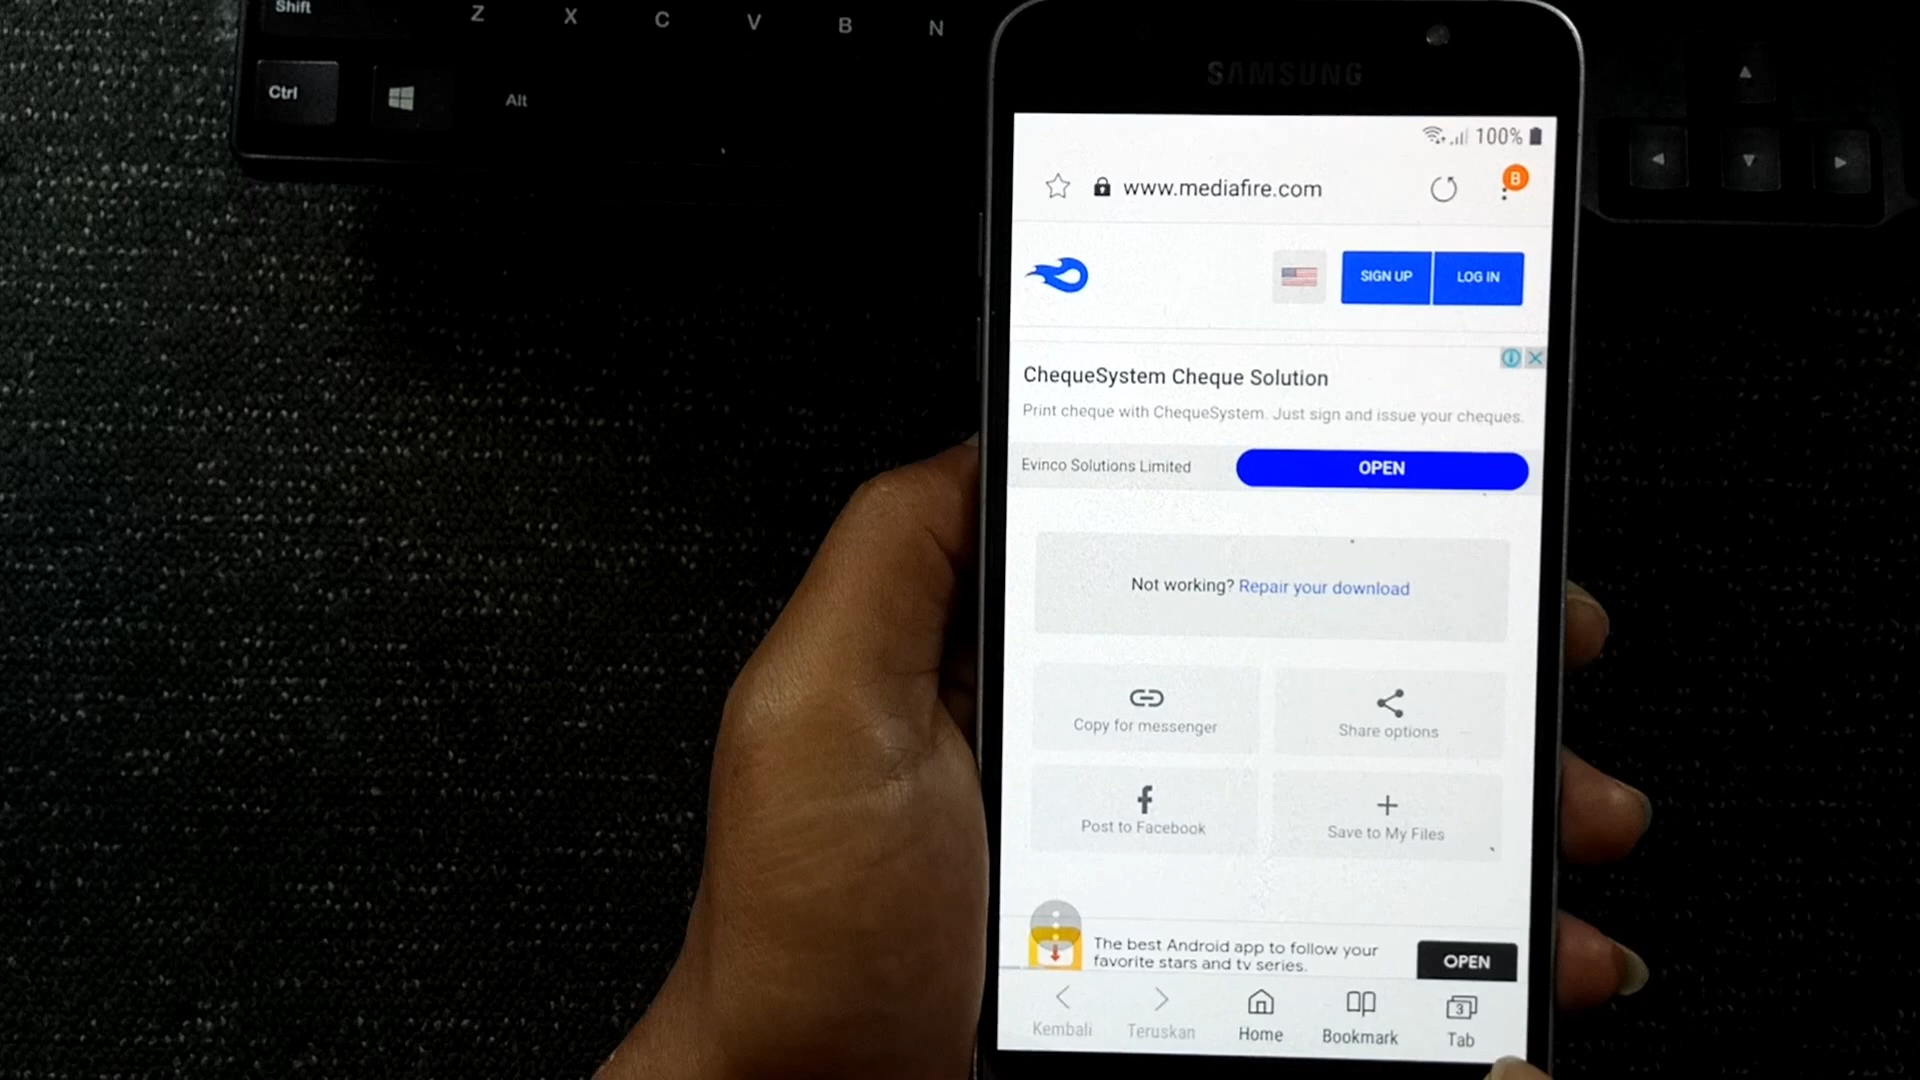 Shift
Z
X
C
V
B
N
Ctrl
Alt
SAMSUNG
100%
www.mediafire.com
B
SIGN UP
LOG IN
ChequeSystem Cheque Solution
Print cheque with ChequeSystem. Just sign and issue your cheques.
Evinco Solutions Limited
OPEN
Not working? Repair your download
Copy for messenger
Share options
Post to Facebook
Save to My Files
The best Android app to follow your
favorite stars and tv series.
OPEN
3
Kembali
Teruskan
Home
Bookmark
Tab